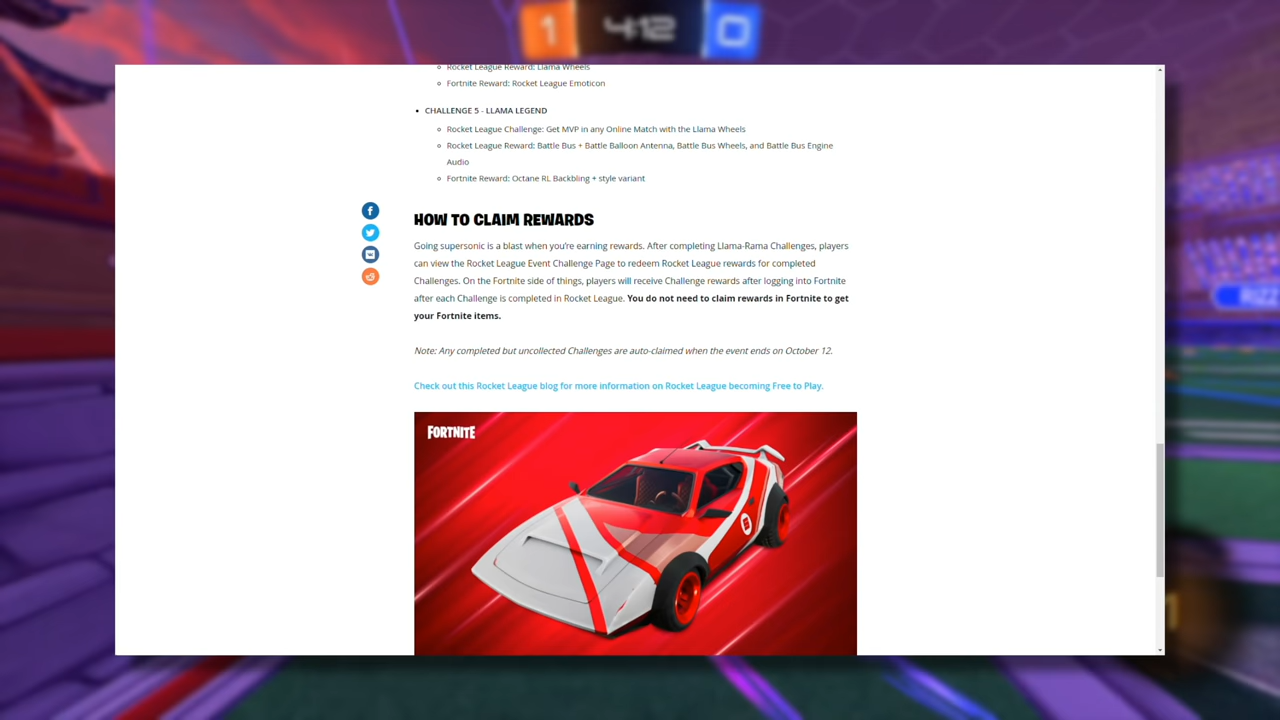 1 4:12 0
Rocket League Reward: Llama Wheels
Fortnite Reward: Rocket League Emoticon
CHALLENGE 5 - LLAMA LEGEND
Rocket League Challenge: Get MVP in any Online Match with the Llama Wheels
Rocket League Reward: Battle Bus + Battle Balloon Antenna, Battle Bus Wheels, and Battle Bus Engine
Audio
Fortnite Reward: Octane RL Backbling + style variant
HOW TO CLAIM REWARDS
Going supersonic is a blast when you're earning rewards. After completing Llama-Rama Challenges, players
can view the Rocket League Event Challenge Page to redeem Rocket League rewards for completed
Challenges. On the Fortnite side of things, players will receive Challenge rewards after logging into Fortnite
after each Challenge is completed in Rocket League. You do not need to claim rewards in Fortnite to get
your Fortnite items.
Note: Any completed but uncollected Challenges are auto-claimed when the event ends on October 12.
Check out this Rocket League blog for more information on Rocket League becoming Free to Play.
FORTNITE